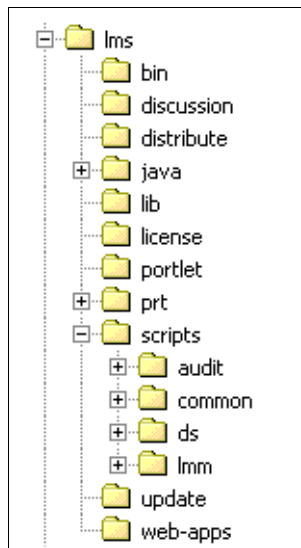 lms
bin
discussion
distribute
java
lib
license
portlet
prt
scripts
audit
common
ds
lmm
update
web-apps